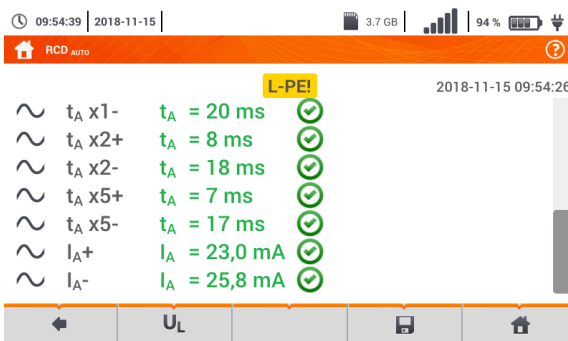 09:54:39 2018-11-15 3.7 GB 94 %
RCD AUTO ?
L-PE! 2018-11-15 09:54:26
tA x1- tA = 20 ms
tA x2+ tA = 8 ms
tA x2- tA = 18 ms
tA x5+ tA = 7 ms
tA x5- tA = 17 ms
IA+ IA = 23,0 mA
IA- IA = 25,8 mA
UL